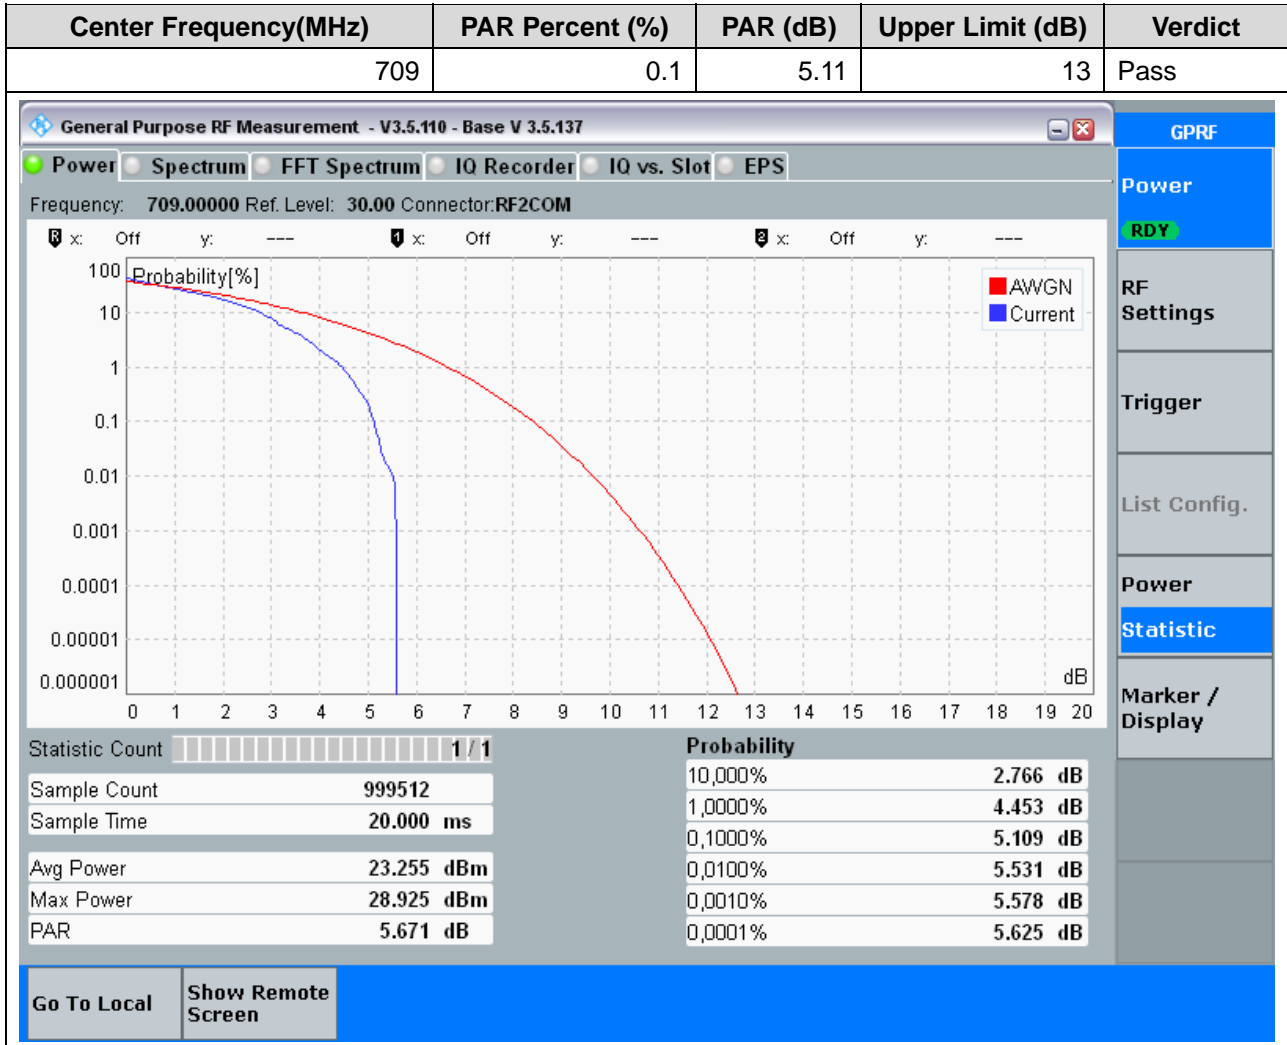 Center Frequency(MHz) PAR Percent (%) PAR (dB) Upper Limit (dB) Verdict
709 0.1 5.11 13 Pass
General Purpose RF Measurement - V3.5.110 - Base V 3.5.137
GPRF
Power Spectrum FFT Spectrum IQ Recorder IQ vs. Slot EPS
Frequency: 709.00000 Ref. Level: 30.00 Connector:RF2COM
R x: Off y: --- 1 x: Off y: --- 2 x: Off y: ---
Probability[%]
AWGN
Current
100
10
1
0.1
0.01
0.001
0.0001
0.00001
0.000001
dB
0 1 2 3 4 5 6 7 8 9 10 11 12 13 14 15 16 17 18 19 20
Statistic Count 1 / 1
Sample Count 999512
Sample Time 20.000 ms
Avg Power 23.255 dBm
Max Power 28.925 dBm
PAR 5.671 dB
Probability
10,000% 2.766 dB
1,0000% 4.453 dB
0,1000% 5.109 dB
0,0100% 5.531 dB
0,0010% 5.578 dB
0,0001% 5.625 dB
Power
RDY
RF
Settings
Trigger
List Config.
Power
Statistic
Marker /
Display
Go To Local
Show Remote
Screen